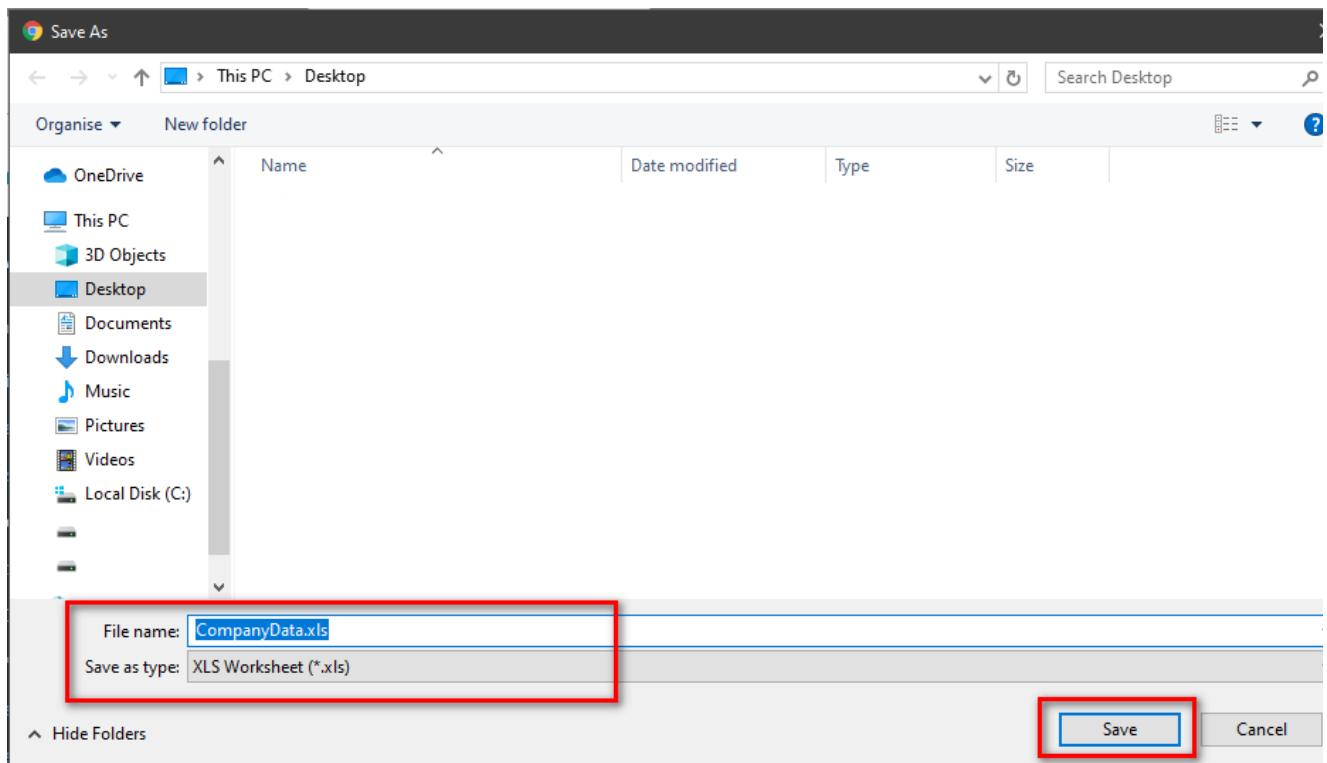 Save As
This PC > Desktop
Search Desktop
Organise
New folder
Name
Date modified
Type
Size
OneDrive
This PC
3D Objects
Desktop
Documents
Downloads
Music
Pictures
Videos
Local Disk (C:)
File name: CompanyData.xls
Save as type: XLS Worksheet (*.xls)
Hide Folders
Save
Cancel